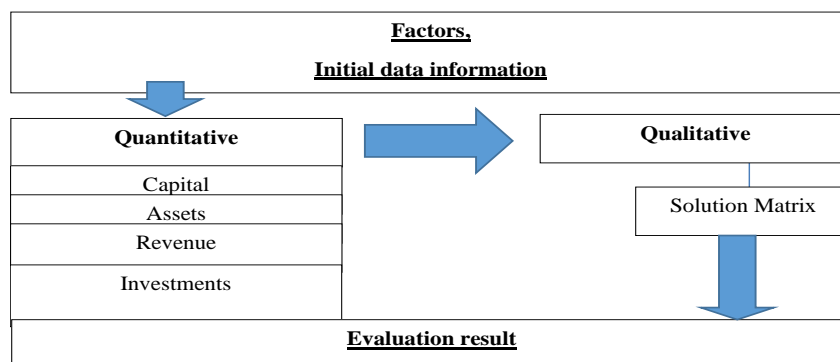 Factors,
Initial data information
Quantitative
Qualitative
Capital
Assets
Revenue
Investments
Solution Matrix
Evaluation result